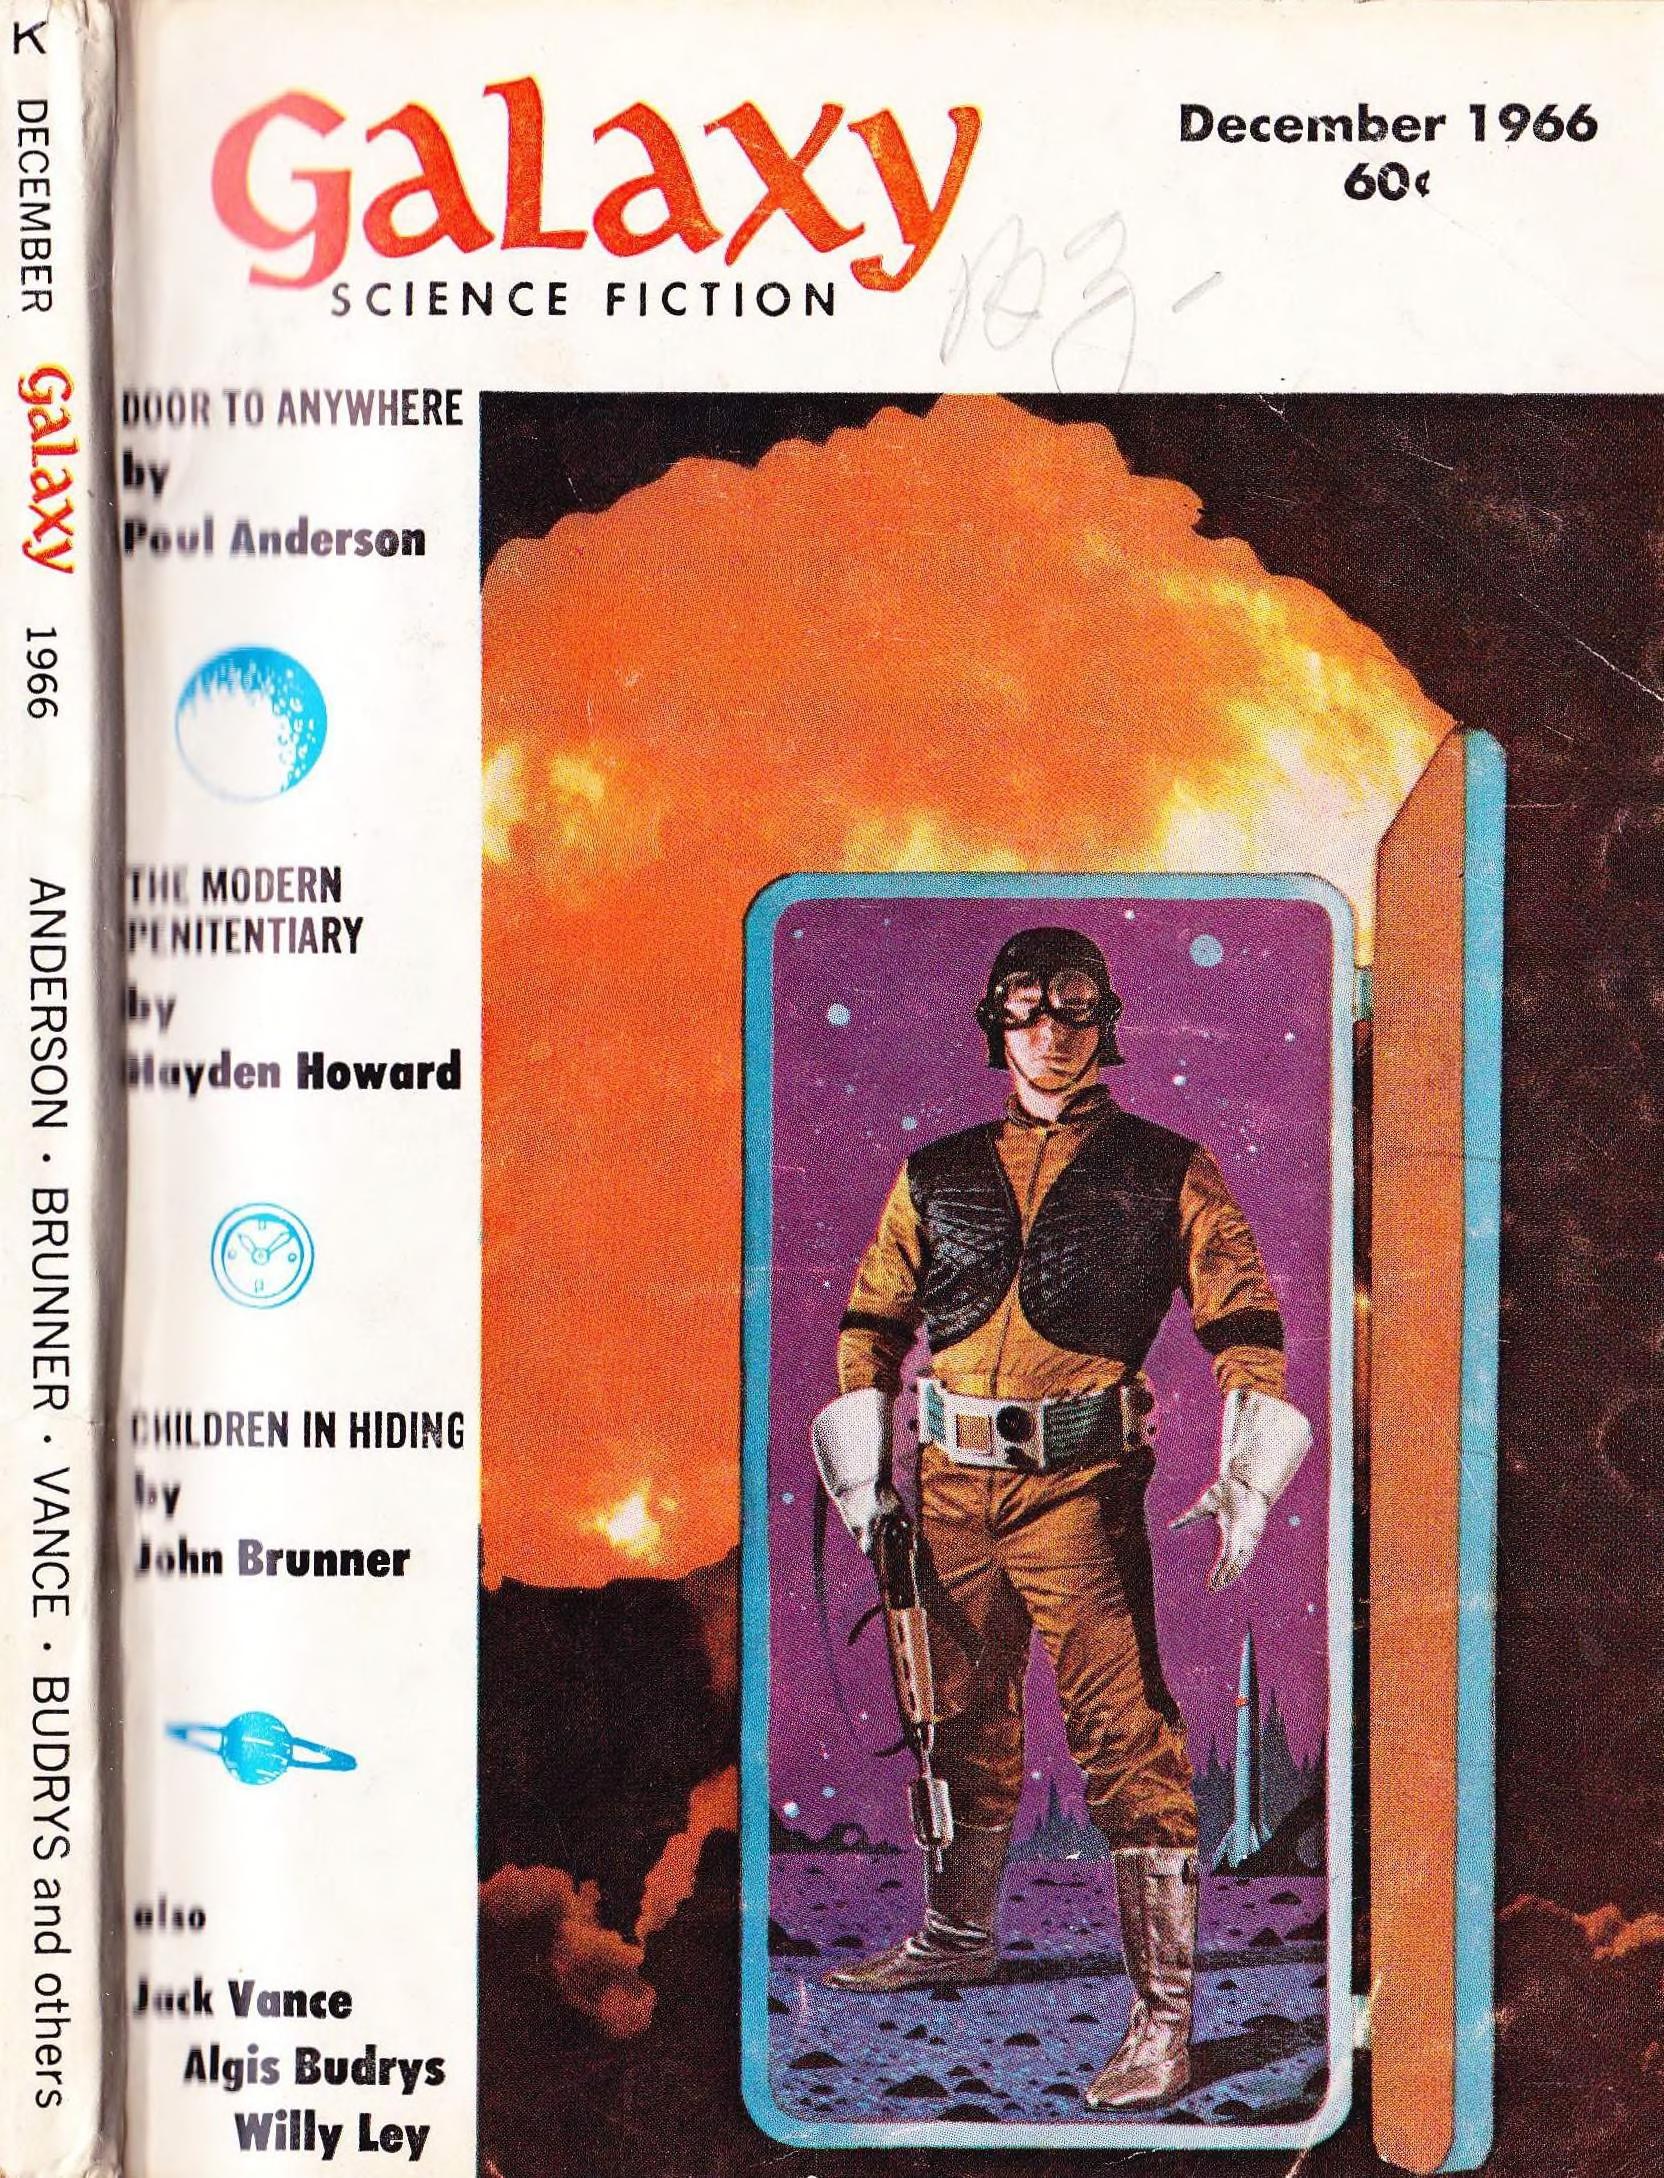 K DECEMBER Galaxy 1966 ANDERSON · BRUNNER · VANCE · BUDRYS and others
Galaxy
SCIENCE FICTION
December 1966
60¢
DOOR TO ANYWHERE
by
Poul Anderson
THE MODERN
PENITENTIARY
by
Hayden Howard
CHILDREN IN HIDING
by
John Brunner
also
Jack Vance
Algis Budrys
Willy Ley